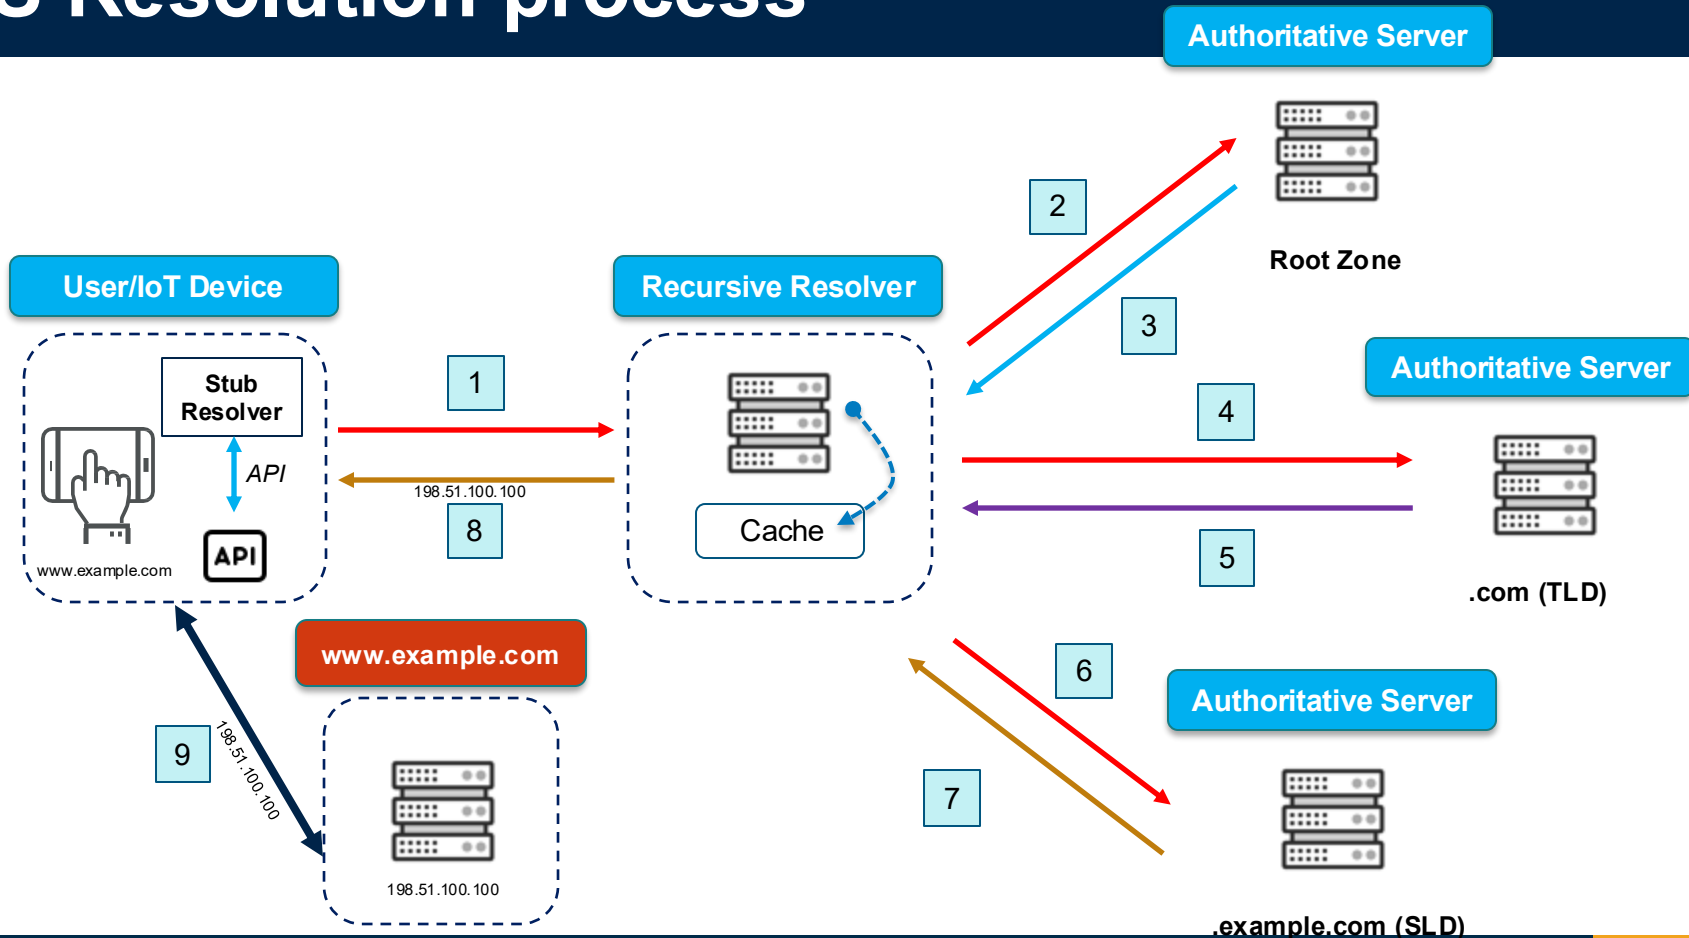 S Resolution process
Authoritative Server
2
Root Zone
3
User/IoT Device
Recursive Resolver
Stub
Resolver
API
API
www.example.com
1
198.51.100.100
8
Cache
Authoritative Server
4
5
.com (TLD)
www.example.com
9
198.51.100.100
198.51.100.100
6
7
Authoritative Server
.example.com (SLD)